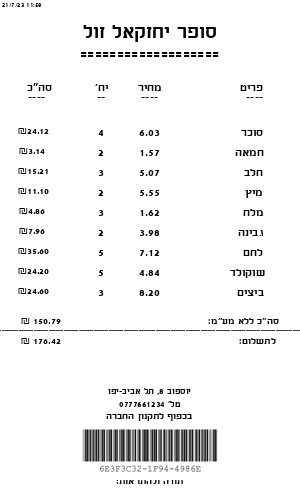 21/7/23 11:59
סופר יחזקאל זול
===================
פריט מחיר יח׳ סה"כ
---- ---- --- ----
סוכר 6.03 4 ₪24.12
חמאה 1.57 2 ₪3.14
חלב 5.07 3 ₪15.21
מיץ 5.55 2 ₪11.10
מלח 1.62 3 ₪4.86
גבינה 3.98 2 ₪7.96
לחם 7.12 5 ₪35.60
שוקולד 4.84 5 ₪24.20
ביצים 8.20 3 ₪24.60
סה"כ ללא מע"מ: 150.79 ₪
לתשלום: 176.42 ₪
יוספוב 8, תל אביב-יפו
טל׳ 0777661234
בכפוף לתקנון החברה
6E3F3C32-1F94-4986E